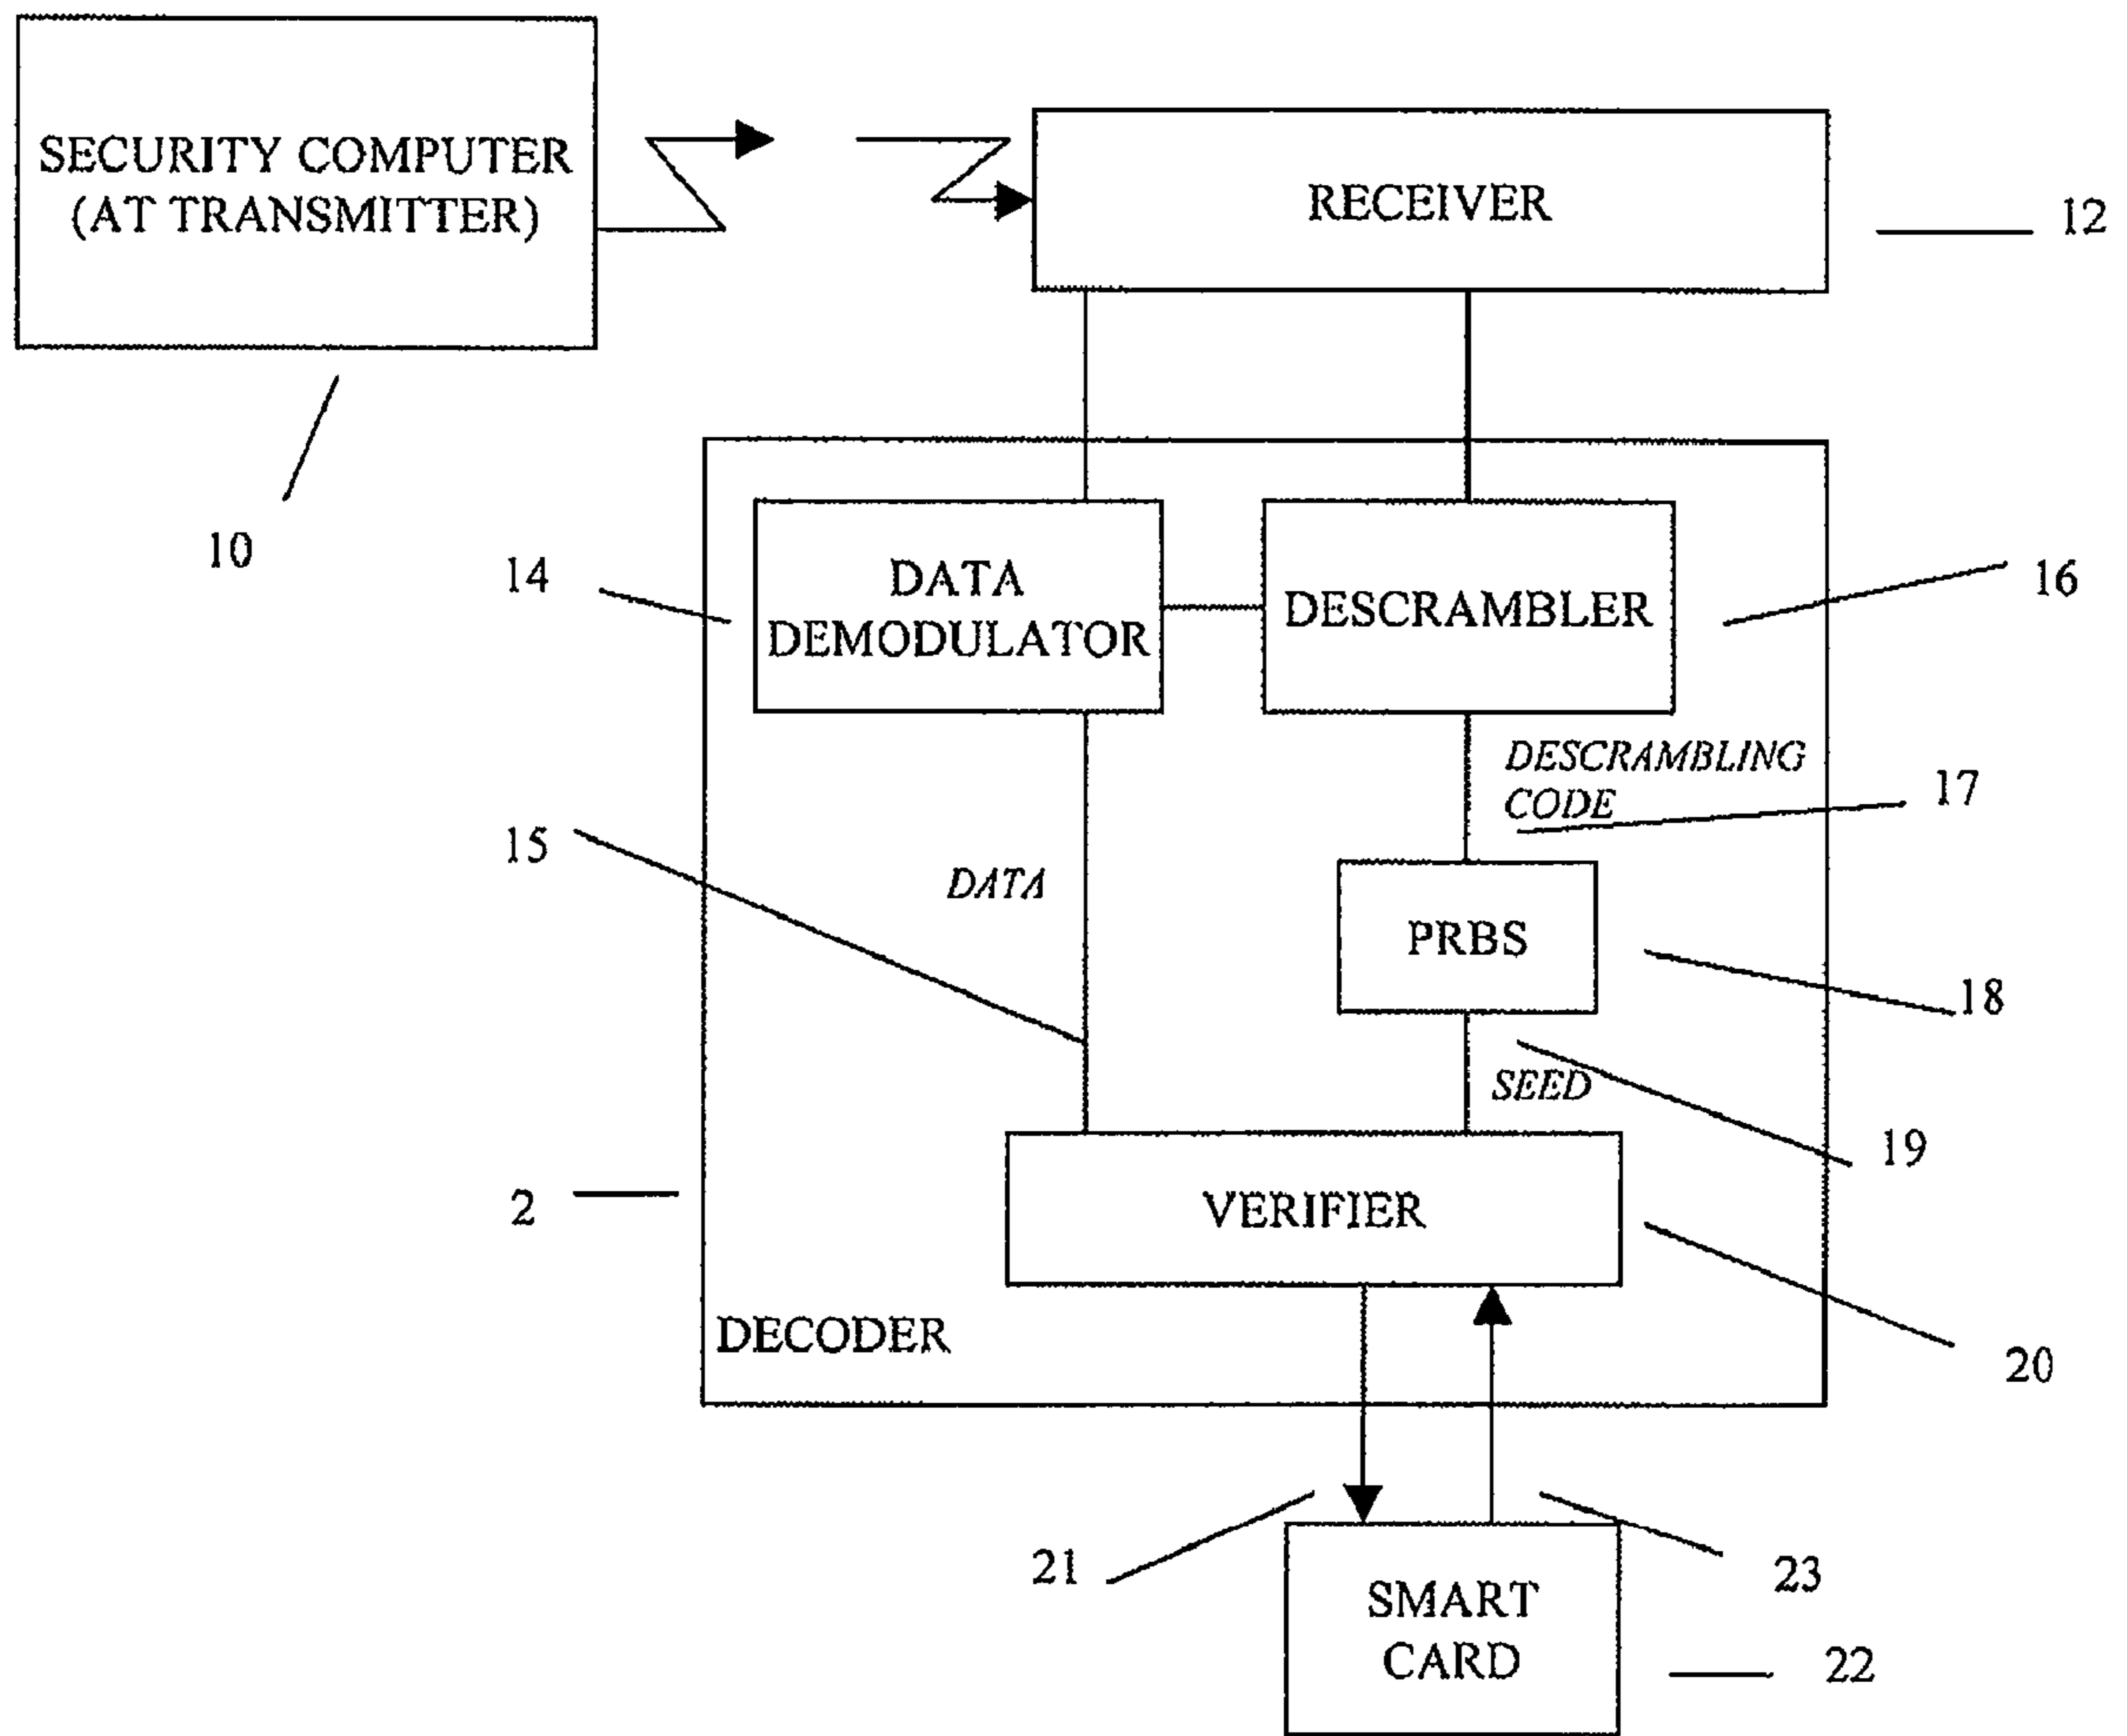 SECURITY COMPUTER
(AT TRANSMITTER)
RECEIVER
12
10
14
DATA
DEMODULATOR
DESCRAMBLER
16
DESCRAMBLING
CODE
17
15
DATA
PRBS
18
SEED
19
2
VERIFIER
DECODER
20
21
23
SMART
CARD
22